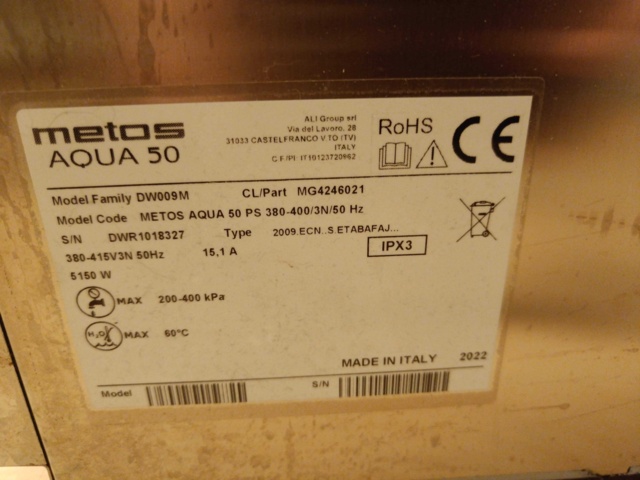 metos
AQUA 50
ALI Group srl
Via del Lavoro, 28
31033 CASTELFRANCO V.TO (TV)
ITALY
C.F./PI: IT10123720962
RoHS
CE
Model Family DW009M
CL/Part MG4246021
Model Code METOS AQUA 50 PS 380-400/3N/50 Hz
S/N DWR1018327
Type 2009.ECN..S.ETABAFAJ...
380-415V3N 50Hz 15,1 A
IPX3
5150 W
MAX 200-400 kPa
H₂O MAX 60°C
MADE IN ITALY 2022
Model
S/N